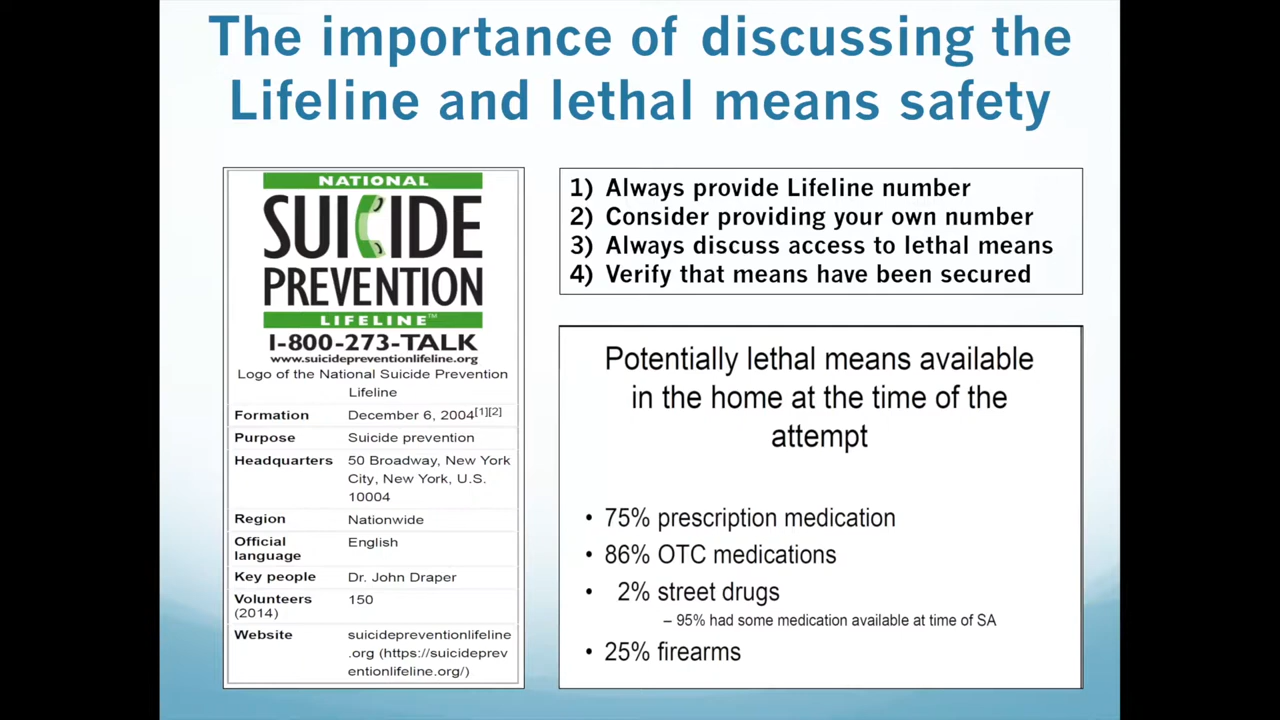 The importance of discussing the
Lifeline and lethal means safety
NATIONAL
SUICIDE
PREVENTION
LIFELINE™
1-800-273-TALK
www.suicidepreventionlifeline.org
Logo of the National Suicide Prevention
Lifeline
Formation December 6, 2004[1][2]
Purpose Suicide prevention
Headquarters 50 Broadway, New York
City, New York, U.S.
10004
Region Nationwide
Official English
language
Key people Dr. John Draper
Volunteers 150
(2014)
Website suicidepreventionlifeline
.org (https://suicideprev
entionlifeline.org/)
1) Always provide Lifeline number
2) Consider providing your own number
3) Always discuss access to lethal means
4) Verify that means have been secured
Potentially lethal means available
in the home at the time of the
attempt
• 75% prescription medication
• 86% OTC medications
• 2% street drugs
– 95% had some medication available at time of SA
• 25% firearms